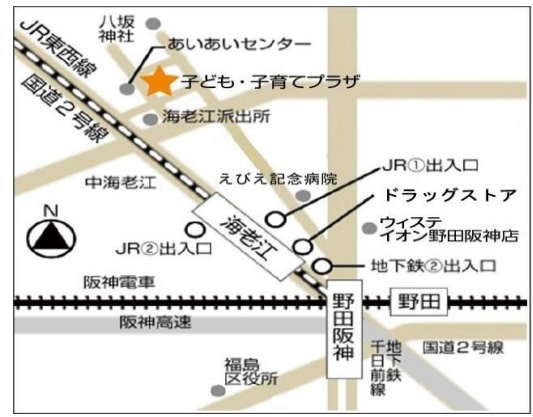 八坂
神社
JR東西線
あいあいセンター
子ども・子育てプラザ
国道2号線
海老江派出所
JR①出入口
えびえ記念病院
中海老江
ドラッグストア
N
海老江
ウィステ
イオン野田阪神店
JR②出入口
地下鉄②出入口
阪神電車
野田阪神
野田
阪神高速
地下鉄
千日前線
国道2号線
福島
区役所